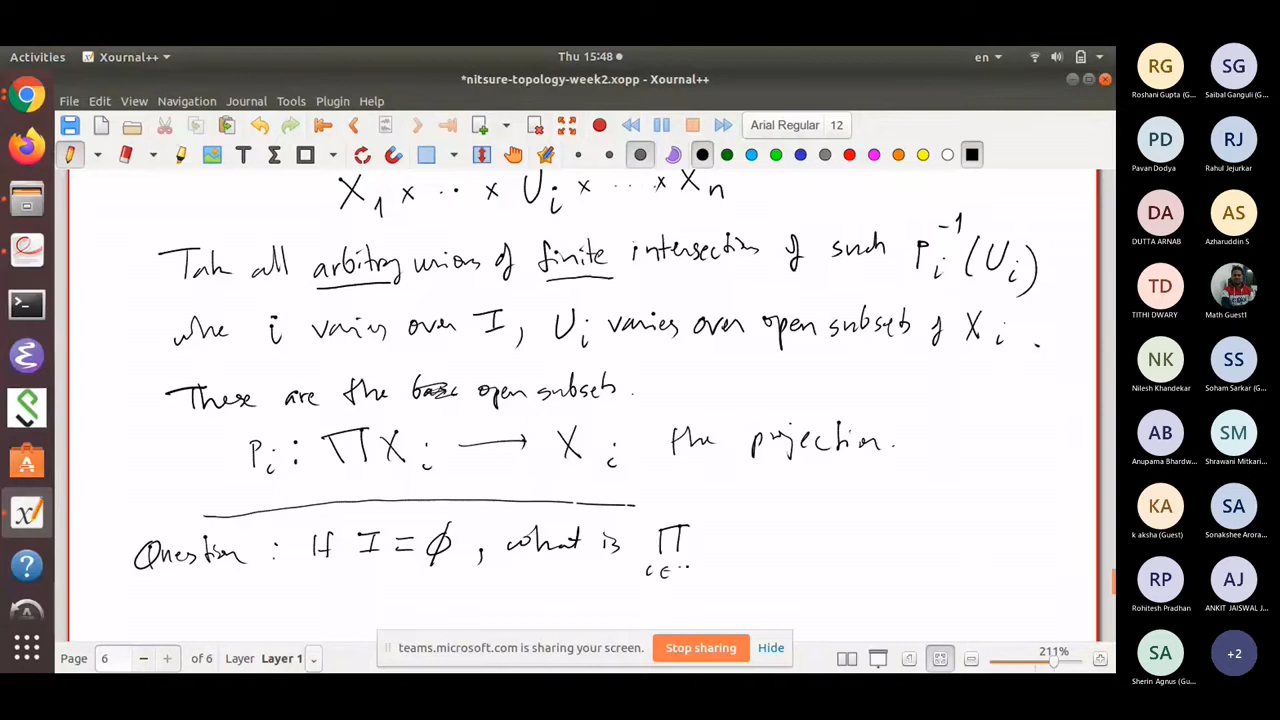 Activities Xournal++ Thu 15:48 en
*nitsure-topology-week2.xopp - Xournal++
File Edit View Navigation Journal Tools Plugin Help
Arial Regular 12
X₁ × ·· × Uᵢ × ··· × Xₙ
Take all arbitrary unions of finite intersections of such Pᵢ⁻¹(Uᵢ)
where i varies over I, Uᵢ varies over open subsets of Xᵢ.
These are the open subsets.
Pᵢ : ∏Xᵢ → Xᵢ the projection.
Question : If I = ϕ, what is ∏ i∈
teams.microsoft.com is sharing your screen. Stop sharing Hide
Page 6 of 6 Layer Layer 1 211%
RG SG
Roshani Gupta (G... Saibal Ganguli (G...
PD RJ
Pavan Dodya Rahul Jejurkar
DA AS
DUTTA ARNAB Azharuddin S
TD
TITHI DWARY Math Guest1
NK SS
Nilesh Khandekar Soham Sarkar (G...
AB SM
Anupama Bhardw... Shrawani Mitkari...
KA SA
k aksha (Guest) Sonakshee Arora...
RP AJ
Rohitesh Pradhan ANKIT JAISWAL J...
SA +2
Sherin Agnus (Gu...